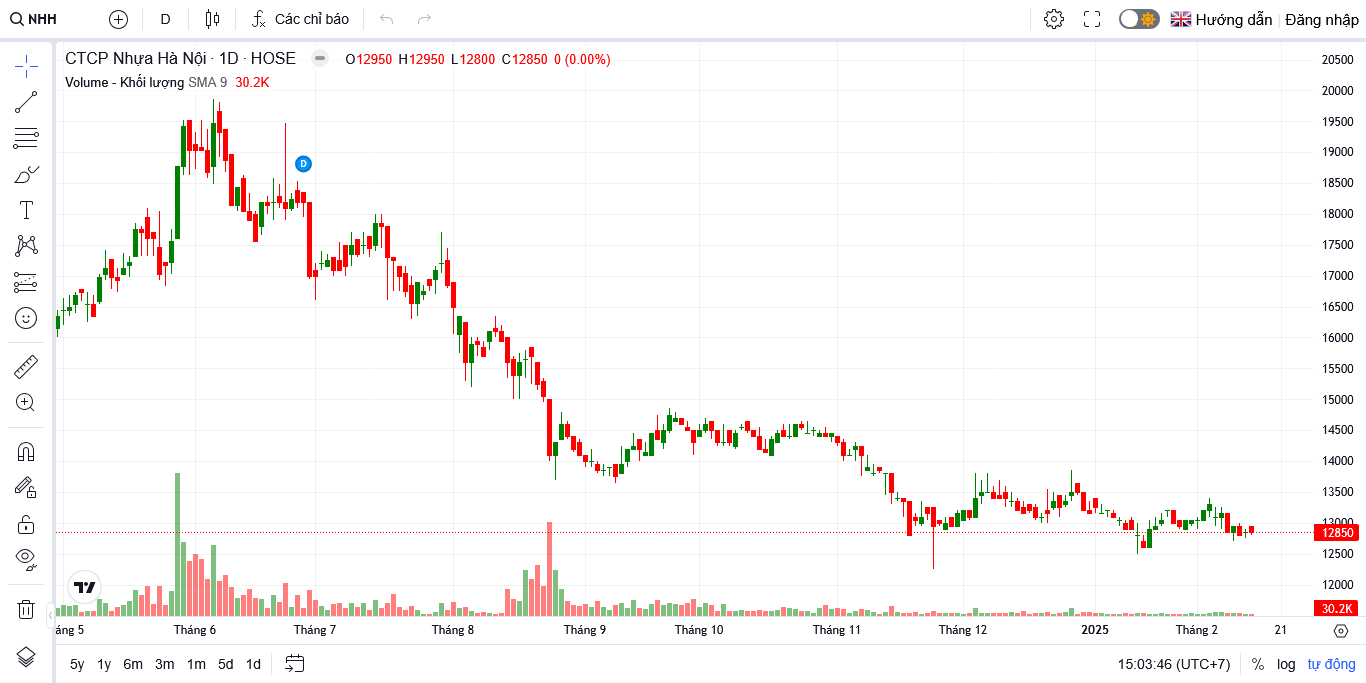 NHH D Các chỉ báo Hướng dẫn Đăng nhập
CTCP Nhựa Hà Nội · 1D · HOSE O12950 H12950 L12800 C12850 0 (0.00%)
Volume - Khối lượng SMA 9 30.2K
D
20500
20000
19500
19000
18500
18000
17500
17000
16500
16000
15500
15000
14500
14000
13500
13000
12850
12500
12000
30.2K
áng 5 Tháng 6 Tháng 7 Tháng 8 Tháng 9 Tháng 10 Tháng 11 Tháng 12 2025 Tháng 2 21
5y 1y 6m 3m 1m 5d 1d 15:03:46 (UTC+7) % log tự động